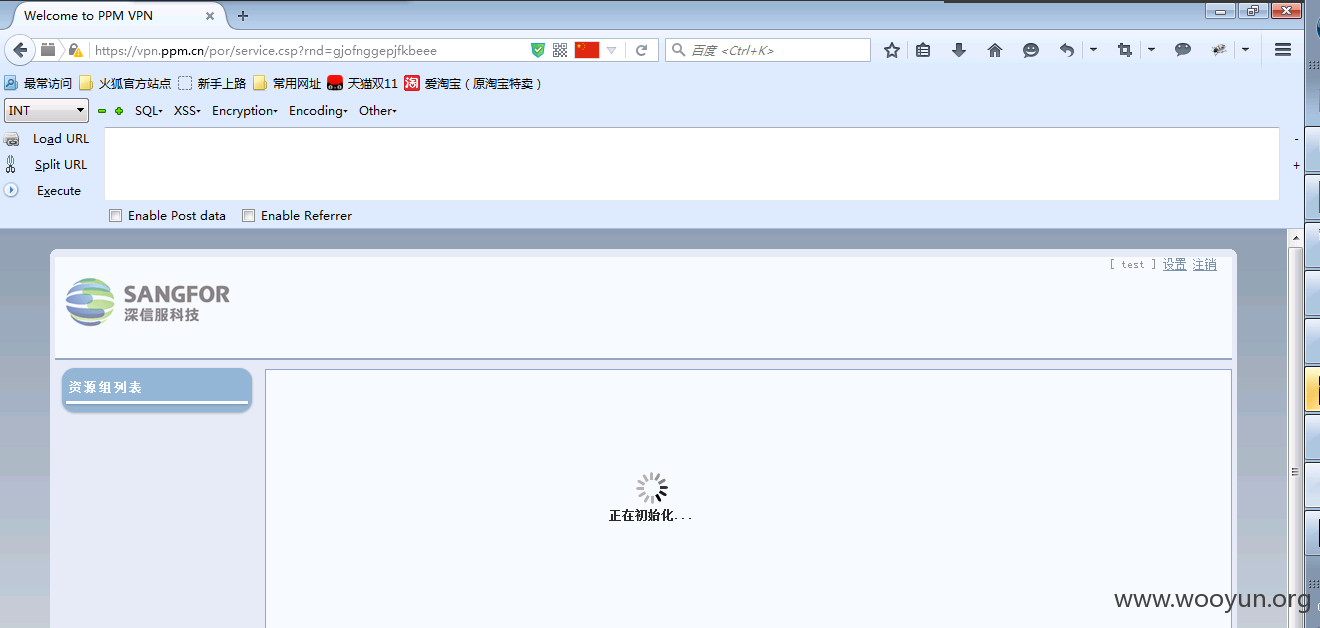 Welcome to PPM VPN
https://vpn.ppm.cn/por/service.csp?rnd=gjofnggepjfkbeee
百度 <Ctrl+K>
最常访问 火狐官方站点 新手上路 常用网址 天猫双11 淘 爱淘宝（原淘宝特卖）
INT SQL XSS Encryption Encoding Other
Load URL
Split URL
Execute
Enable Post data Enable Referrer
[ test ] 设置 注销
SANGFOR
深信服科技
资源组列表
正在初始化...
www.wooyun.org